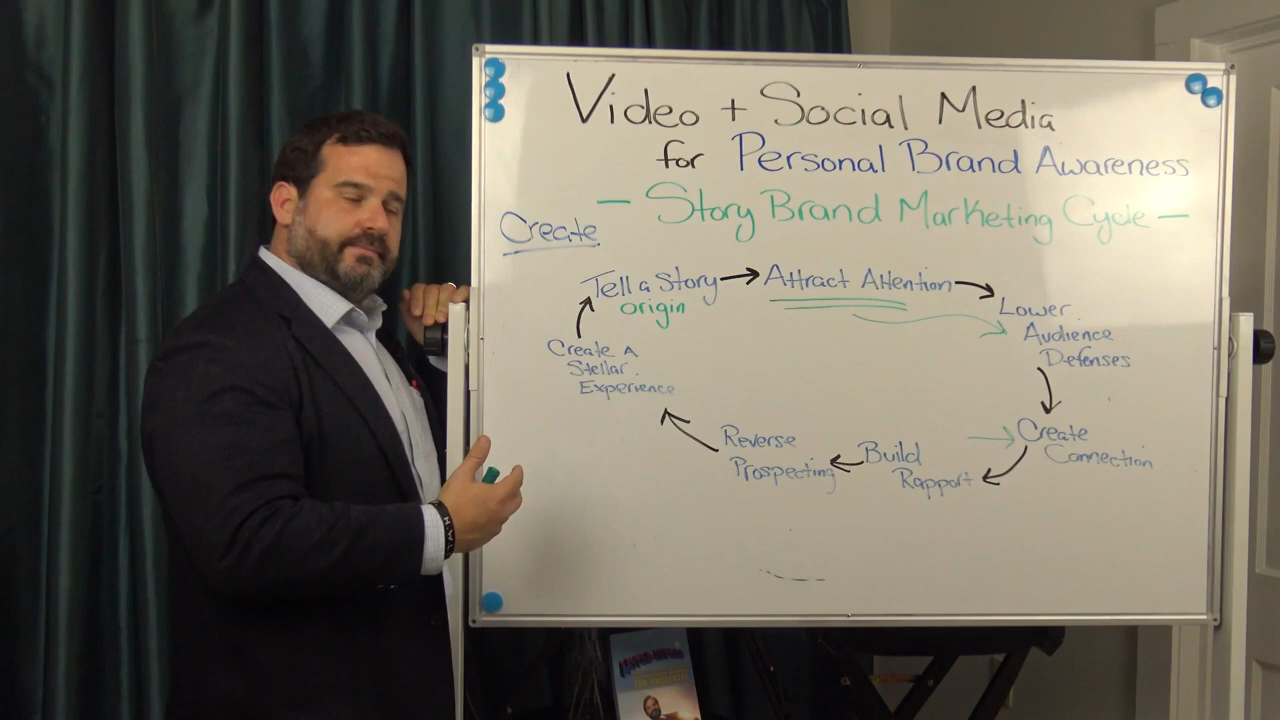 Video + Social Media
for Personal Brand Awareness
- Story Brand Marketing Cycle -
Create
Tell a Story
origin
Attract Attention
Lower
Audience
Defenses
Create A
Stellar
Experience
Create
Connection
Build
Rapport
Reverse
Prospecting